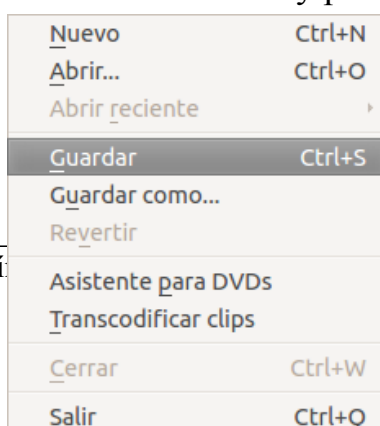 y p
Nuevo Ctrl+N
Abrir... Ctrl+O
Abrir reciente
Guardar Ctrl+S
Guardar como...
Revertir
Asistente para DVDs
Transcodificar clips
Cerrar Ctrl+W
Salir Ctrl+Q